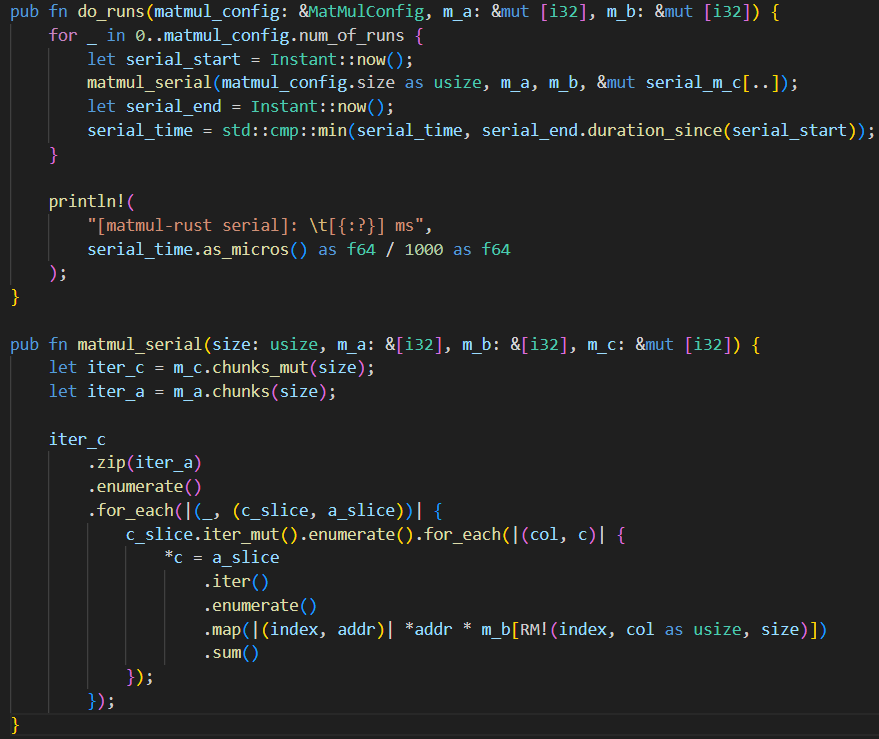 pub fn do_runs(matmul_config: &MatMulConfig, m_a: &mut [i32], m_b: &mut [i32]) {
    for _ in 0..matmul_config.num_of_runs {
        let serial_start = Instant::now();
        matmul_serial(matmul_config.size as usize, m_a, m_b, &mut serial_m_c[..]);
        let serial_end = Instant::now();
        serial_time = std::cmp::min(serial_time, serial_end.duration_since(serial_start));
    }

    println!(
        "[matmul-rust serial]: \t[{:?}] ms",
        serial_time.as_micros() as f64 / 1000 as f64
    );
}

pub fn matmul_serial(size: usize, m_a: &[i32], m_b: &[i32], m_c: &mut [i32]) {
    let iter_c = m_c.chunks_mut(size);
    let iter_a = m_a.chunks(size);

    iter_c
        .zip(iter_a)
        .enumerate()
        .for_each(|(_, (c_slice, a_slice))| {
            c_slice.iter_mut().enumerate().for_each(|(col, c)| {
                *c = a_slice
                    .iter()
                    .enumerate()
                    .map(|(index, addr)| *addr * m_b[RM!(index, col as usize, size)])
                    .sum()
            });
        });
}